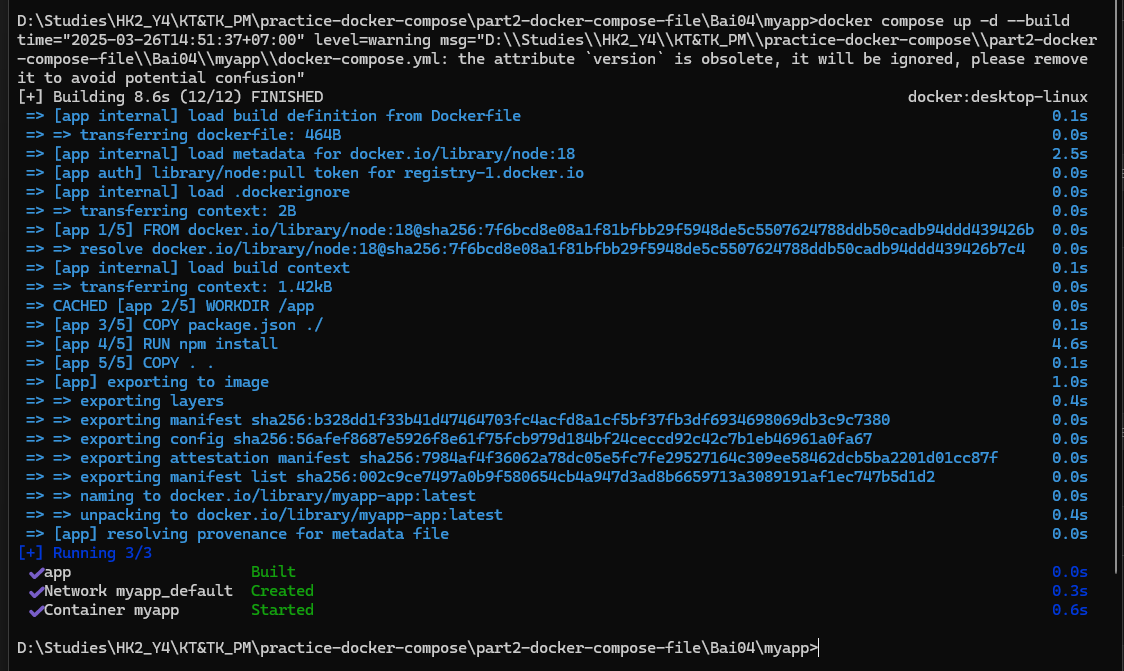 D:\Studies\HK2_Y4\KT&TK_PM\practice-docker-compose\part2-docker-compose-file\Bai04\myapp>docker compose up -d --build
time="2025-03-26T14:51:37+07:00" level=warning msg="D:\\Studies\\HK2_Y4\\KT&TK_PM\\practice-docker-compose\\part2-docker
-compose-file\\Bai04\\myapp\\docker-compose.yml: the attribute `version` is obsolete, it will be ignored, please remove
it to avoid potential confusion"
[+] Building 8.6s (12/12) FINISHED docker:desktop-linux
=> [app internal] load build definition from Dockerfile 0.1s
=> => transferring dockerfile: 464B 0.0s
=> [app internal] load metadata for docker.io/library/node:18 2.5s
=> [app auth] library/node:pull token for registry-1.docker.io 0.0s
=> [app internal] load .dockerignore 0.0s
=> => transferring context: 2B 0.0s
=> [app 1/5] FROM docker.io/library/node:18@sha256:7f6bcd8e08a1f81bfbb29f5948de5c5507624788ddb50cadb94ddd439426b 0.0s
=> => resolve docker.io/library/node:18@sha256:7f6bcd8e08a1f81bfbb29f5948de5c5507624788ddb50cadb94ddd439426b7c4 0.0s
=> [app internal] load build context 0.1s
=> => transferring context: 1.42kB 0.0s
=> CACHED [app 2/5] WORKDIR /app 0.0s
=> [app 3/5] COPY package.json ./ 0.1s
=> [app 4/5] RUN npm install 4.6s
=> [app 5/5] COPY . . 0.1s
=> [app] exporting to image 1.0s
=> => exporting layers 0.4s
=> => exporting manifest sha256:b328dd1f33b41d47464703fc4acfd8a1cf5bf37fb3df6934698069db3c9c7380 0.0s
=> => exporting config sha256:56afef8687e5926f8e61f75fcb979d184bf24ceccd92c42c7b1eb46961a0fa67 0.0s
=> => exporting attestation manifest sha256:7984af4f36062a78dc05e5fc7fe29527164c309ee58462dcb5ba2201d01cc87f 0.0s
=> => exporting manifest list sha256:002c9ce7497a0b9f580654cb4a947d3ad8b6659713a3089191af1ec747b5d1d2 0.0s
=> => naming to docker.io/library/myapp-app:latest 0.0s
=> => unpacking to docker.io/library/myapp-app:latest 0.4s
=> [app] resolving provenance for metadata file 0.0s
[+] Running 3/3
✔app Built 0.0s
✔Network myapp_default Created 0.3s
✔Container myapp Started 0.6s
D:\Studies\HK2_Y4\KT&TK_PM\practice-docker-compose\part2-docker-compose-file\Bai04\myapp>